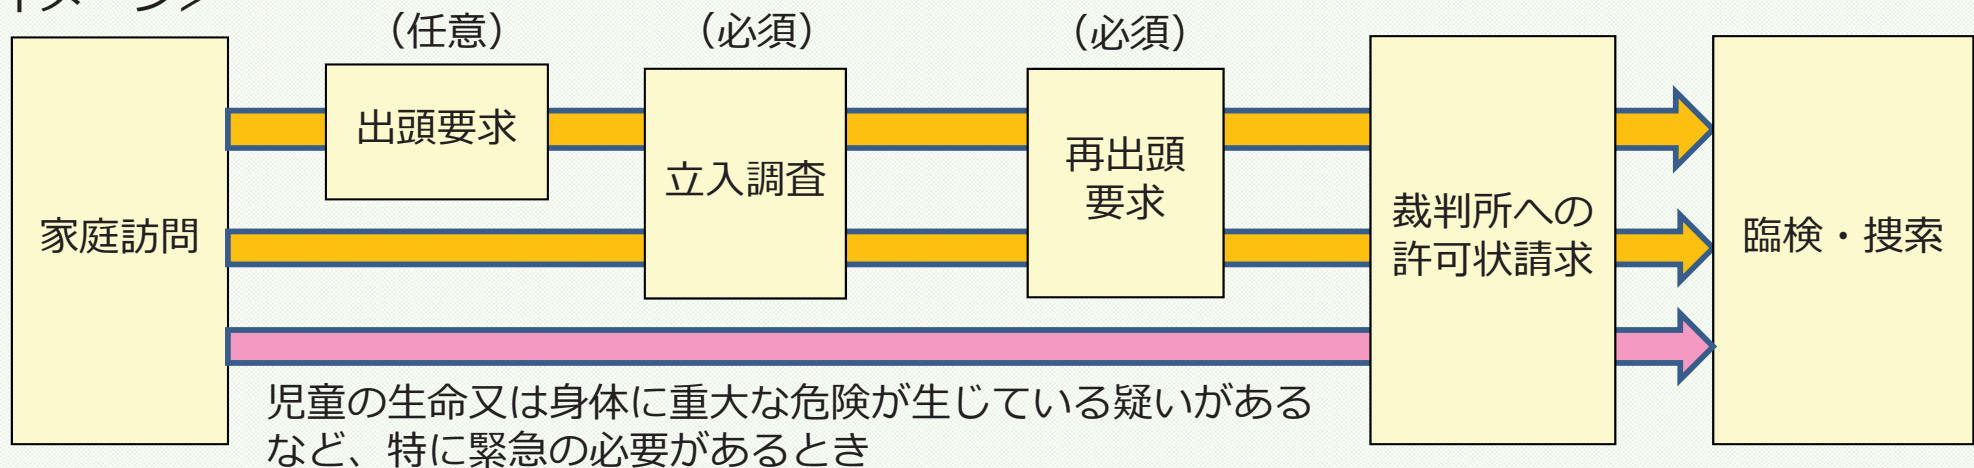 （任意）
（必須）
（必須）
家庭訪問
出頭要求
立入調査
再出頭
要求
裁判所への
許可状請求
臨検・捜索
児童の生命又は身体に重大な危険が生じている疑いがある
など、特に緊急の必要があるとき